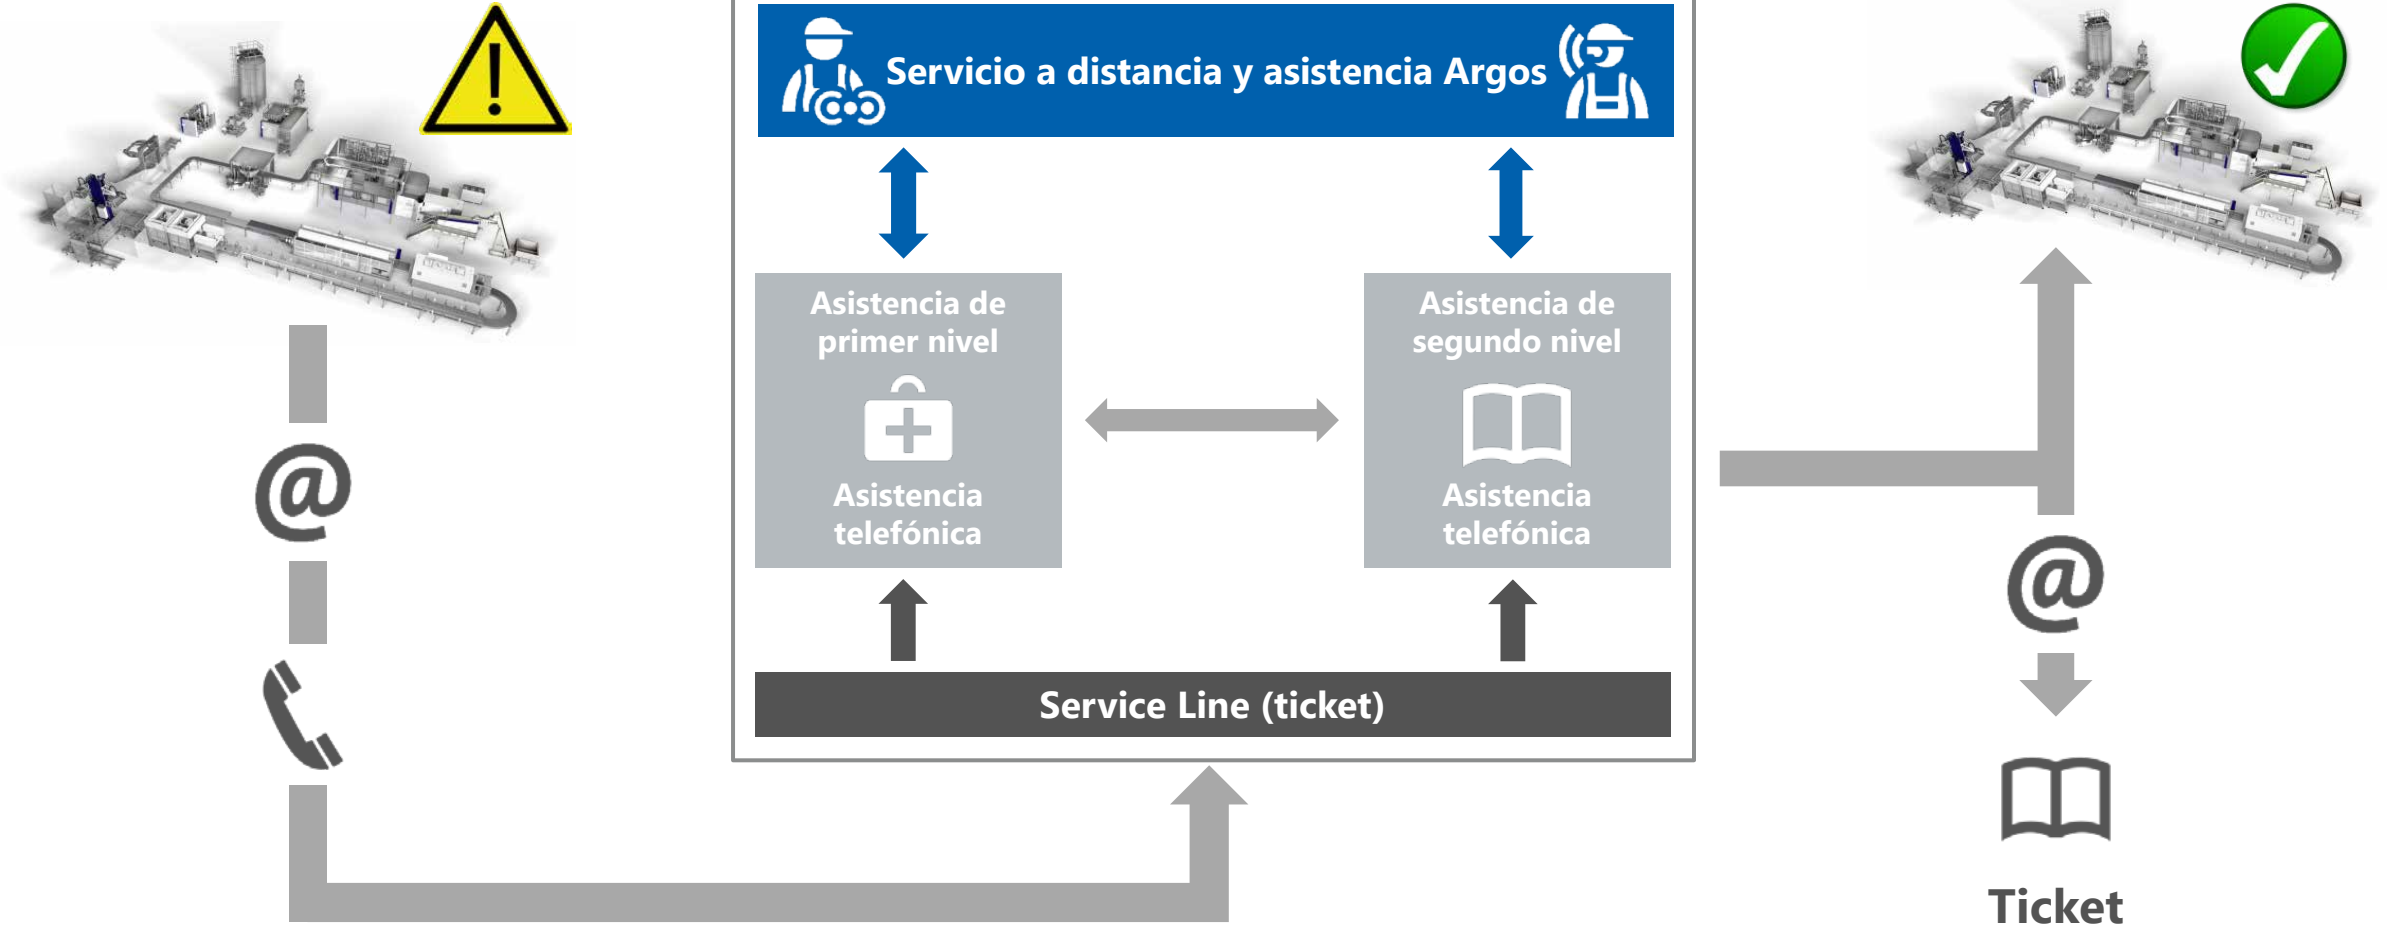 Servicio a distancia y asistencia Argos
Asistencia de
primer nivel
Asistencia
telefónica
Asistencia de
segundo nivel
Asistencia
telefónica
Service Line (ticket)
@
@
Ticket